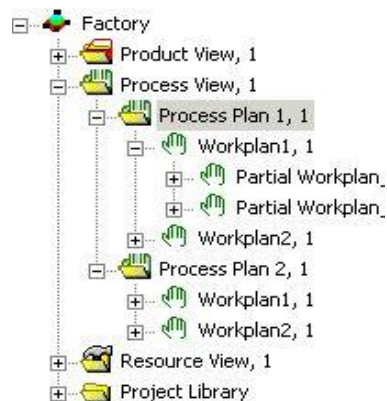 Factory
Product View, 1
Process View, 1
Process Plan 1, 1
Workplan1, 1
Partial Workplan_
Partial Workplan_
Workplan2, 1
Process Plan 2, 1
Workplan1, 1
Workplan2, 1
Resource View, 1
Project Library